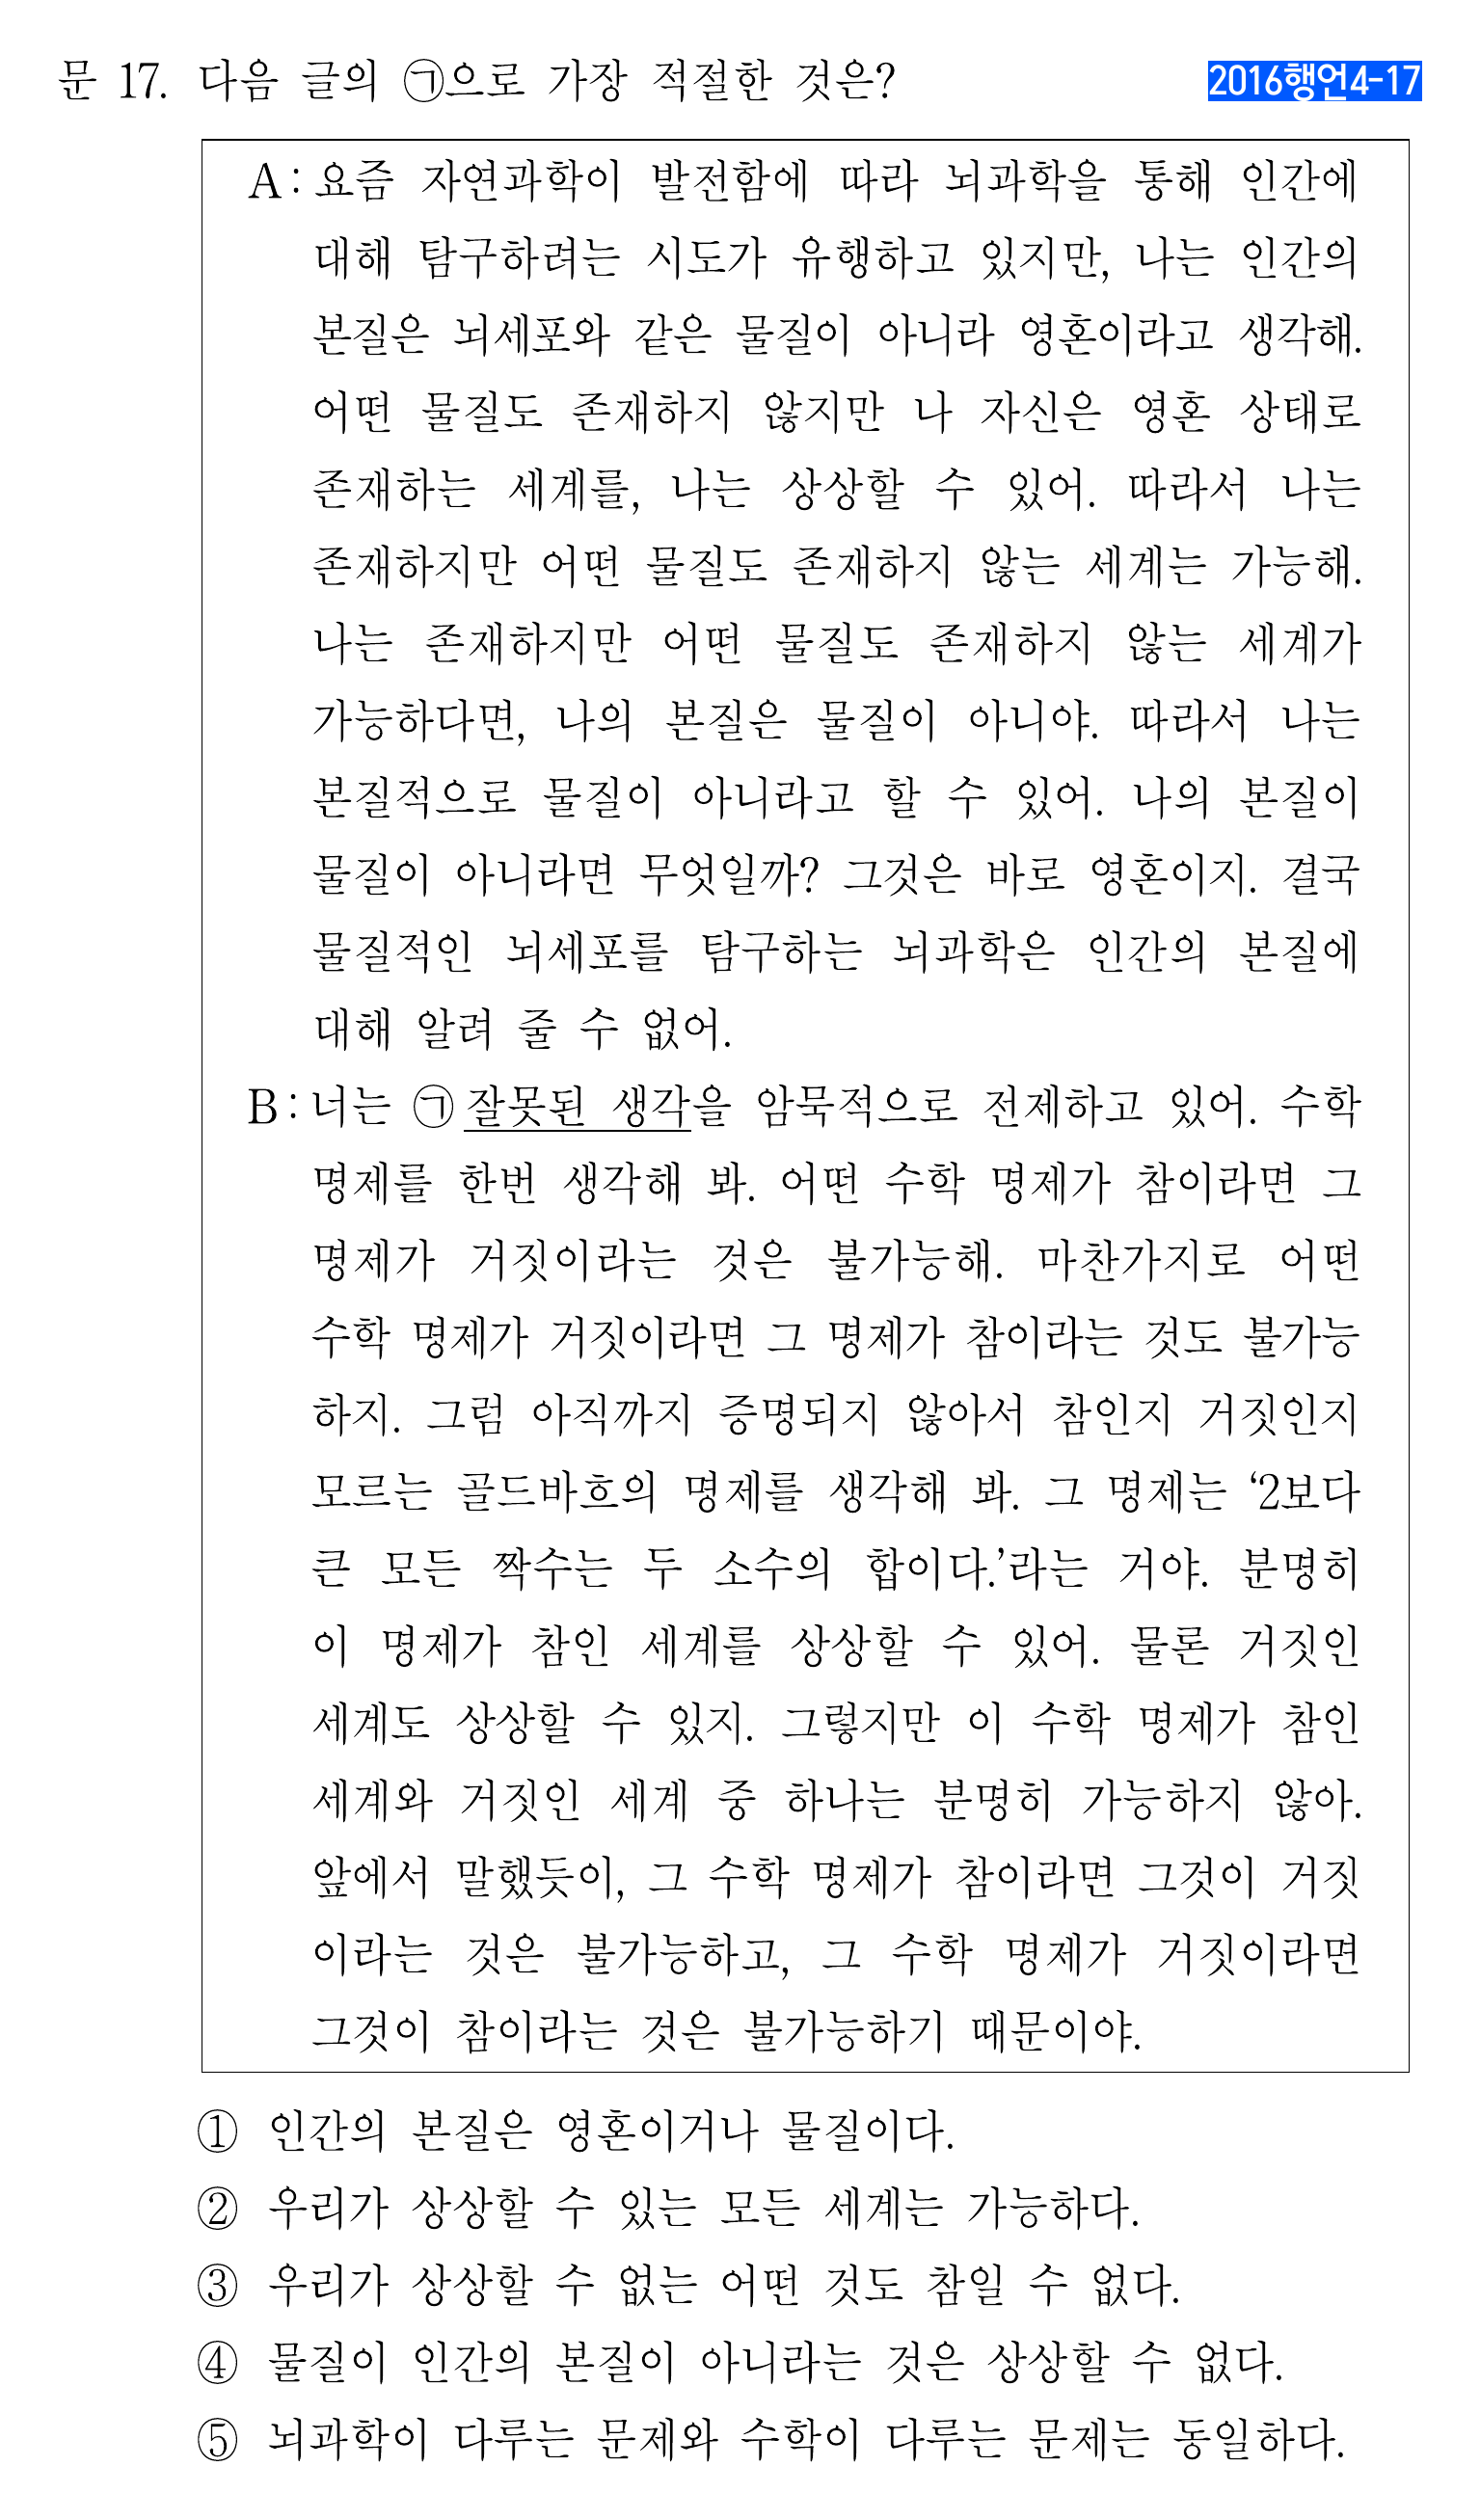 문 17. 다음 글의 ㉠으로 가장 적절한 것은?
2016행언4-17
A : 요즘 자연과학이 발전함에 따라 뇌과학을 통해 인간에
대해 탐구하려는 시도가 유행하고 있지만, 나는 인간의
본질은 뇌세포와 같은 물질이 아니라 영혼이라고 생각해.
어떤 물질도 존재하지 않지만 나 자신은 영혼 상태로
존재하는 세계를, 나는 상상할 수 있어. 따라서 나는
존재하지만 어떤 물질도 존재하지 않는 세계는 가능해.
나는 존재하지만 어떤 물질도 존재하지 않는 세계가
가능하다면, 나의 본질은 물질이 아니야. 따라서 나는
본질적으로 물질이 아니라고 할 수 있어. 나의 본질이
물질이 아니라면 무엇일까? 그것은 바로 영혼이지. 결국
물질적인 뇌세포를 탐구하는 뇌과학은 인간의 본질에
대해 알려 줄 수 없어.
B : 너는 ㉠잘못된 생각을 암묵적으로 전제하고 있어. 수학
명제를 한번 생각해 봐. 어떤 수학 명제가 참이라면 그
명제가 거짓이라는 것은 불가능해. 마찬가지로 어떤
수학 명제가 거짓이라면 그 명제가 참이라는 것도 불가능
하지. 그럼 아직까지 증명되지 않아서 참인지 거짓인지
모르는 골드바흐의 명제를 생각해 봐. 그 명제는 ‘2보다
큰 모든 짝수는 두 소수의 합이다.’라는 거야. 분명히
이 명제가 참인 세계를 상상할 수 있어. 물론 거짓인
세계도 상상할 수 있지. 그렇지만 이 수학 명제가 참인
세계와 거짓인 세계 중 하나는 분명히 가능하지 않아.
앞에서 말했듯이, 그 수학 명제가 참이라면 그것이 거짓
이라는 것은 불가능하고, 그 수학 명제가 거짓이라면
그것이 참이라는 것은 불가능하기 때문이야.
① 인간의 본질은 영혼이거나 물질이다.
② 우리가 상상할 수 있는 모든 세계는 가능하다.
③ 우리가 상상할 수 없는 어떤 것도 참일 수 없다.
④ 물질이 인간의 본질이 아니라는 것은 상상할 수 없다.
⑤ 뇌과학이 다루는 문제와 수학이 다루는 문제는 동일하다.